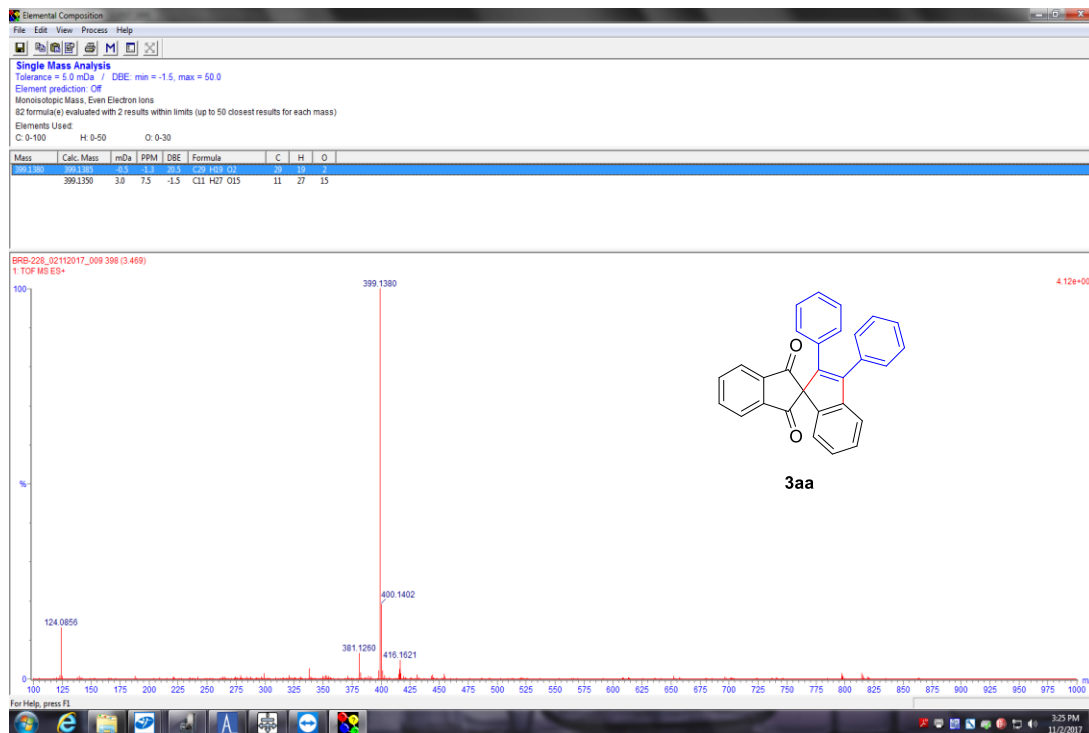 Elemental Composition
File Edit View Process Help
Single Mass Analysis
Tolerance = 5.0 mDa / DBE: min = -1.5, max = 50.0
Element prediction: Off
Monoisotopic Mass, Even Electron Ions
82 formula(e) evaluated with 2 results within limits (up to 50 closest results for each mass)
Elements Used:
C: 0-100 H: 0-50 O: 0-30
Mass Calc. Mass mDa PPM DBE Formula C H O
399.1380 399.1385 -0.5 -1.3 20.5 C29 H19 O2 29 19 2
399.1350 3.0 7.5 -1.5 C11 H27 O15 11 27 15
BRB-228_02112017_009 398 (3.469)
1: TOF MS ES+
4.12e+00
100
399.1380
O
O
3aa
%
400.1402
124.0856
381.1260
416.1621
0
100 125 150 175 200 225 250 275 300 325 350 375 400 425 450 475 500 525 550 575 600 625 650 675 700 725 750 775 800 825 850 875 900 925 950 975 1000
For Help, press F1
3:25 PM
11/2/2017